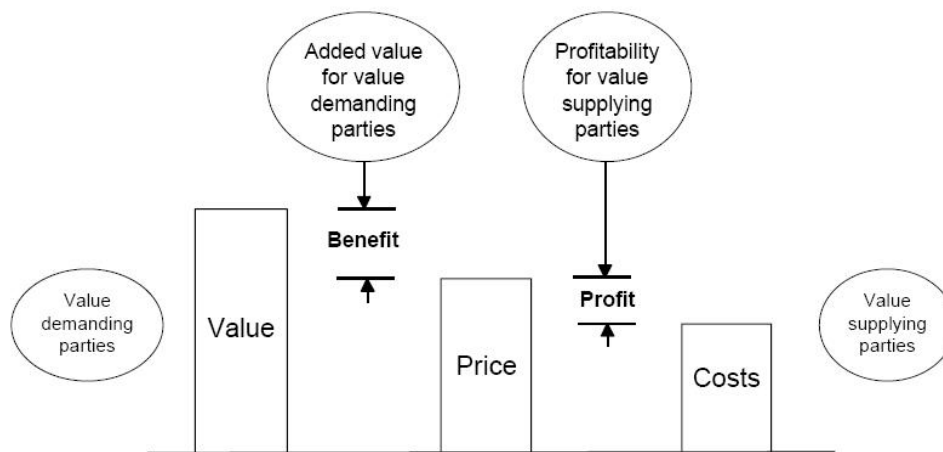 Added value
for value
demanding
parties
Profitability
for value
supplying
parties
Benefit
Profit
Value
demanding
parties
Value
Price
Costs
Value
supplying
parties